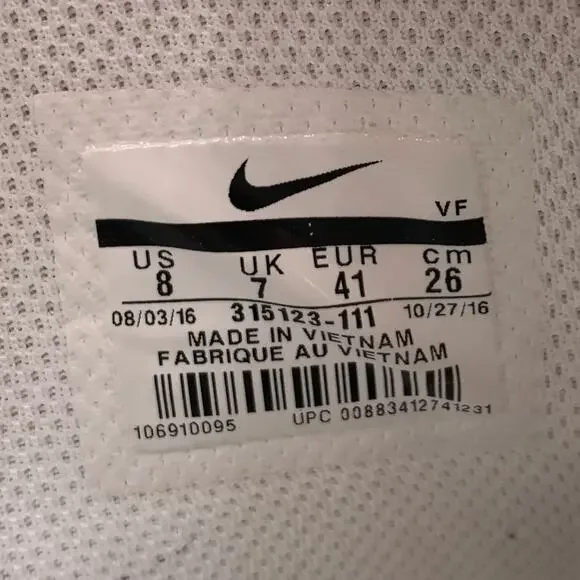 VF
US UK EUR cm
8 7 41 26
08/03/16 315123-111 10/27/16
MADE IN VIETNAM
FABRIQUE AU VIETNAM
106910095 UPC 00883412741231